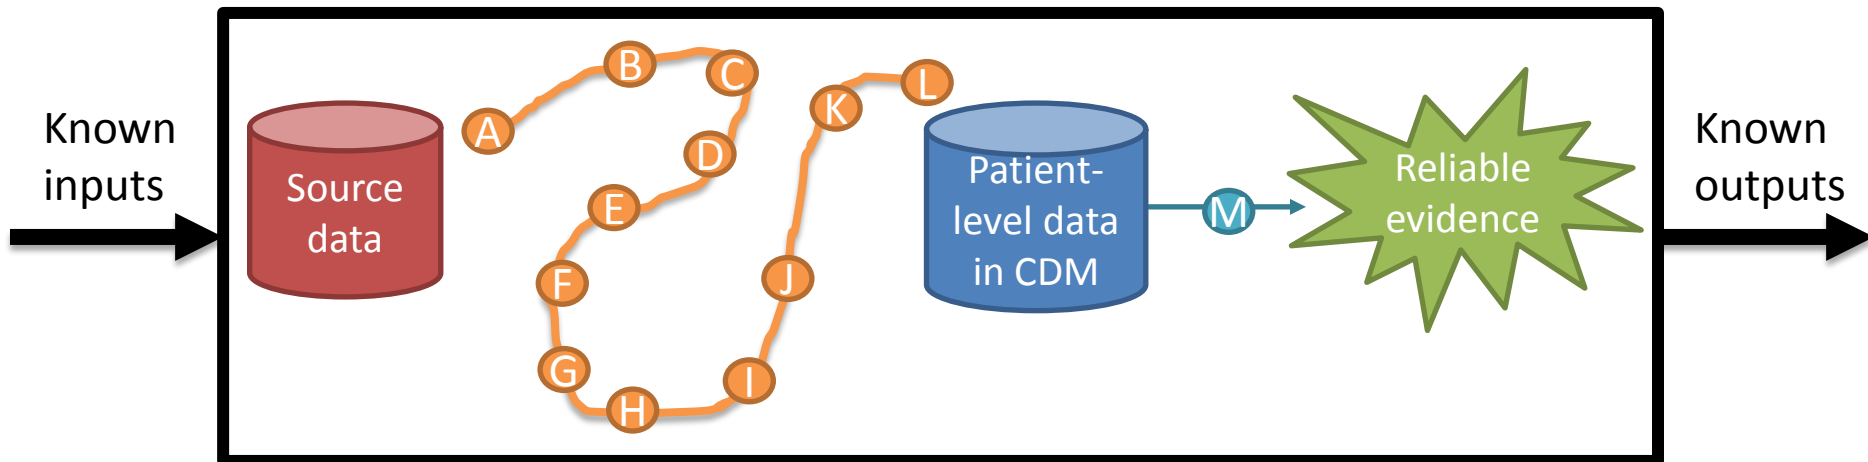 Known
inputs
Source
data
A
B
C
D
E
F
G
H
I
J
K
L
Patient-
level data
in CDM
M
Reliable
evidence
Known
outputs